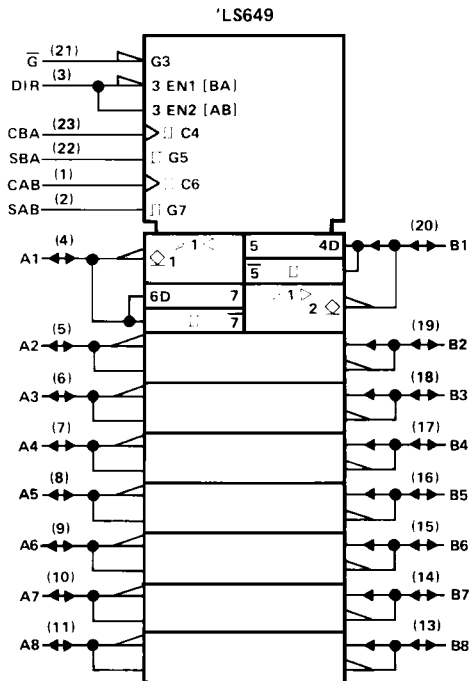 'LS649
G̅ (21) G3
DIR (3) 3 EN1 [BA]
3 EN2 [AB]
CBA (23) C4
SBA (22) G5
CAB (1) C6
SAB (2) G7
A1 (4) 1 1 5 4D (20) B1
5̅
6D 7 1 2
7̅
A2 (5) (19) B2
A3 (6) (18) B3
A4 (7) (17) B4
A5 (8) (16) B5
A6 (9) (15) B6
A7 (10) (14) B7
A8 (11) (13) B8